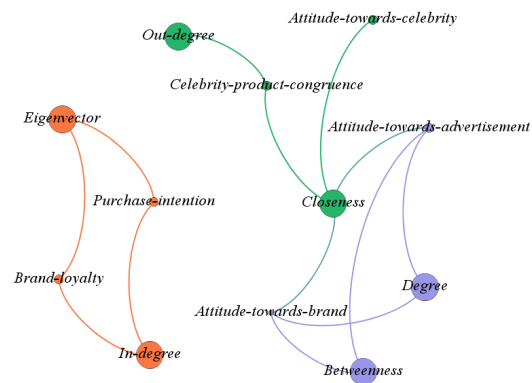 Attitude-towards-celebrity
Out-degree
Celebrity-product-congruence
Eigenvector
Attitude-towards-advertisement
Purchase-intention
Closeness
Brand-loyalty
Degree
Attitude-towards-brand
In-degree
Betweenness